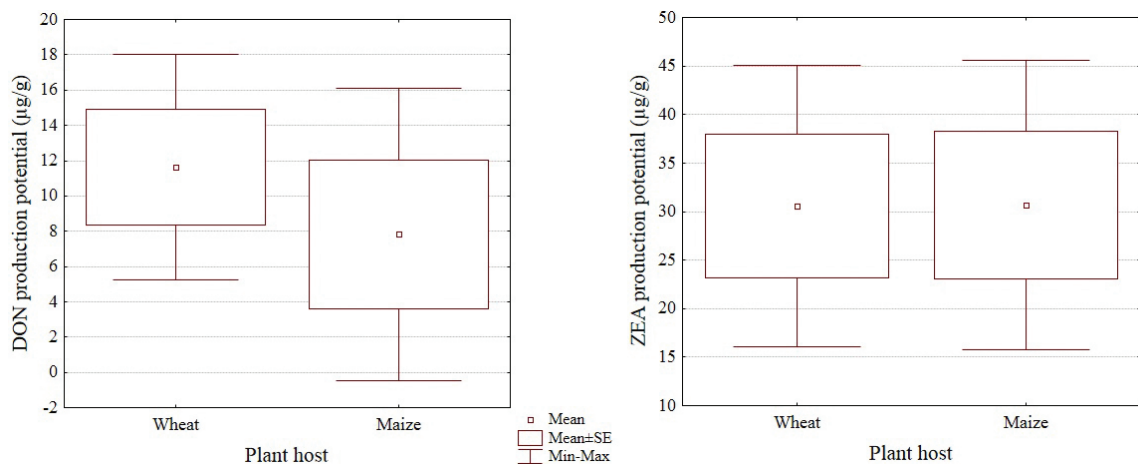 DON production potential (µg/g)
20
18
16
14
12
10
8
6
4
2
0
-2
Wheat
Maize
Plant host
Mean
Mean±SE
Min-Max
ZEA production potential (µg/g)
50
45
40
35
30
25
20
15
10
Wheat
Maize
Plant host